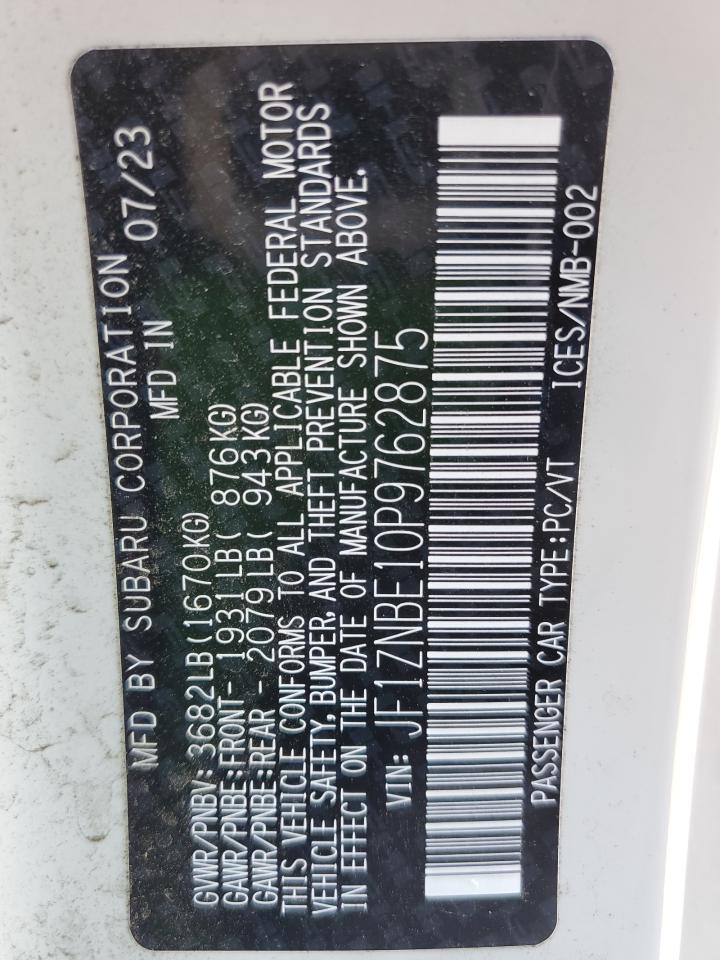 MFD BY SUBARU CORPORATION
MFD IN 07/23
GVWR/PNBV: 3682LB(1670KG)
GAWR/PNBE:FRONT- 1931LB( 876KG)
GAWR/PNBE:REAR - 2079LB( 943KG)
THIS VEHICLE CONFORMS TO ALL APPLICABLE FEDERAL MOTOR
VEHICLE SAFETY, BUMPER, AND THEFT PREVENTION STANDARDS
IN EFFECT ON THE DATE OF MANUFACTURE SHOWN ABOVE.
VIN: JF1ZNBE10P9762875
PASSENGER CAR TYPE:PC/VT ICES/NMB-002